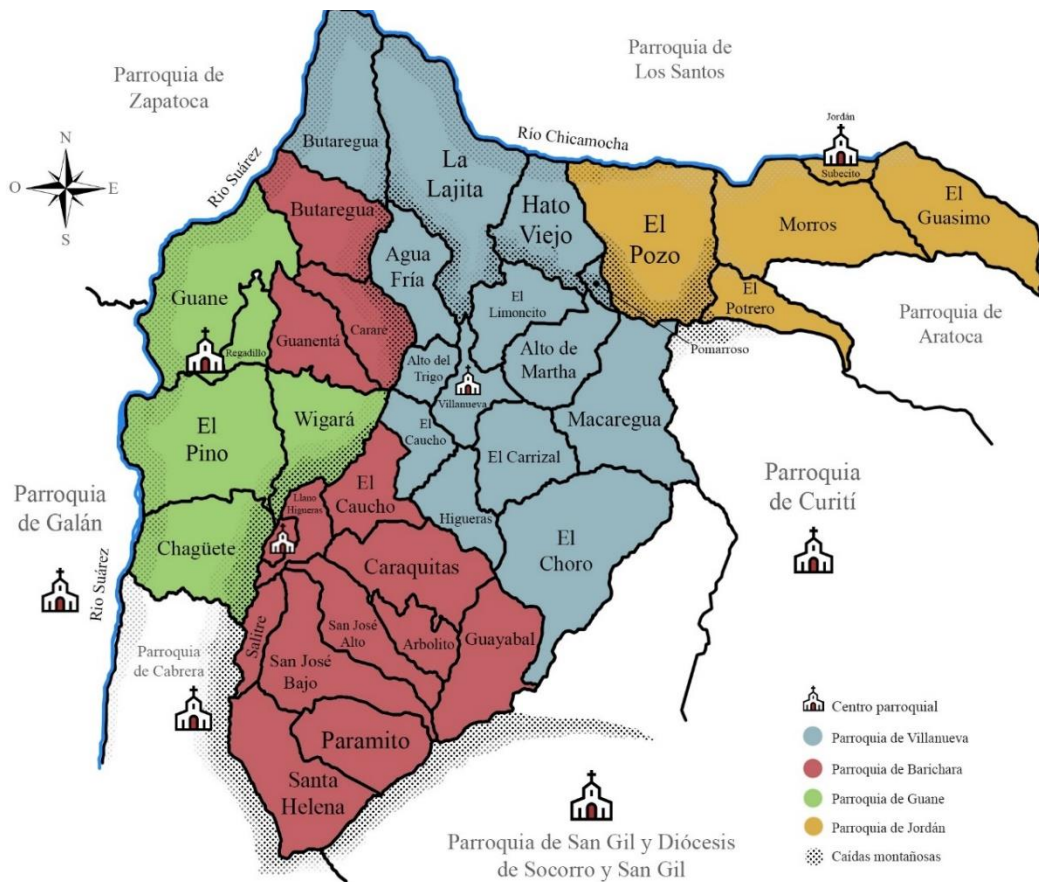 Parroquia de
Zapatoca
Parroquia de
Los Santos
N
O
E
S
Río Suárez
Río Chicamocha
Jordán
Subecito
Butaregua
La
Lajita
Hato
Viejo
El
Pozo
Morros
El
Guasimo
Butaregua
Agua
Fría
El
Potrero
Parroquia de
Aratoca
Guane
Regadillo
Guanentá
Carare
El
Limoncito
Pomarroso
Alto del
Trigo
Alto de
Martha
Villanueva
Macaregua
El
Pino
Wigará
El
Caucho
El Carrizal
Parroquia
de Galán
Parroquia
de Curití
Llano
Higueras
El
Caucho
Higueras
El
Choro
Chagüete
Caraquitas
Río Suárez
Parroquia
de Cabrera
Salitre
San José
Alto
Arbolito
Guayabal
San José
Bajo
Paramito
Santa
Helena
Parroquia de San Gil y Diócesis
de Socorro y San Gil
Centro parroquial
Parroquia de Villanueva
Parroquia de Barichara
Parroquia de Guane
Parroquia de Jordán
Caídas montañosas